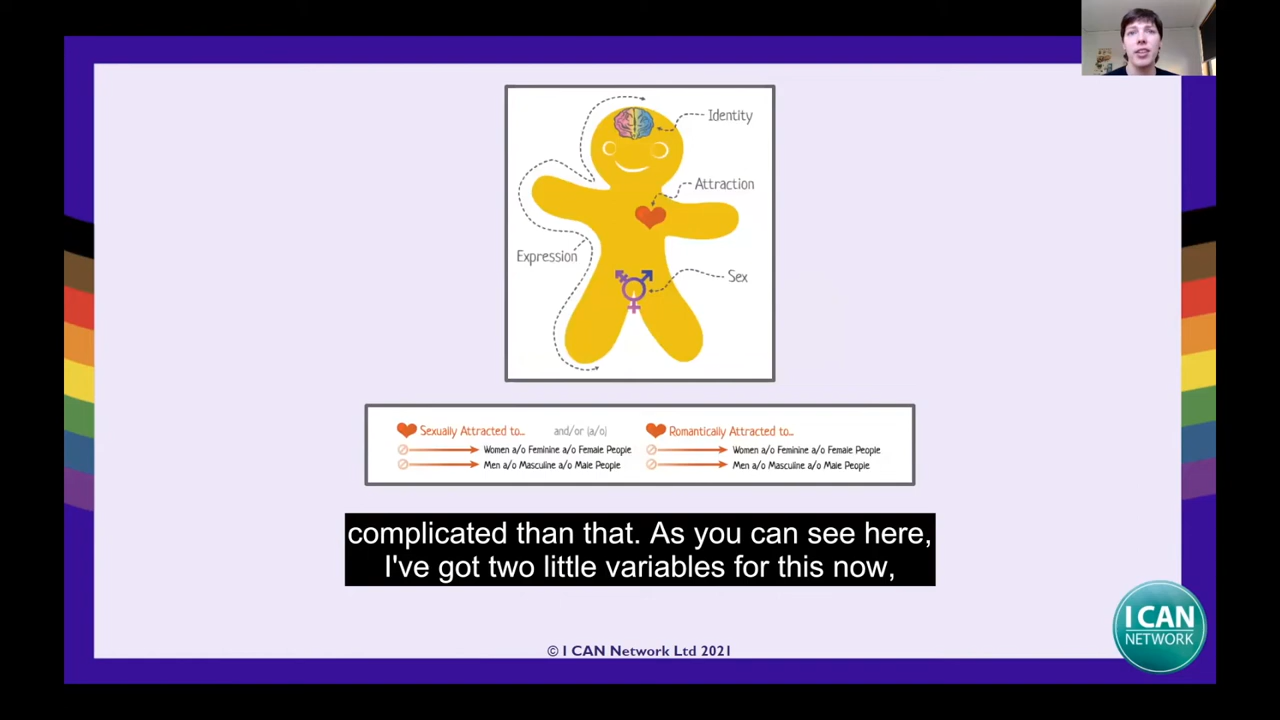 Identity
Attraction
Expression
Sex
Sexually Attracted to... and/or (a/o) Romantically Attracted to...
Women a/o Feminine a/o Female People Women a/o Feminine a/o Female People
Men a/o Masculine a/o Male People Men a/o Masculine a/o Male People
complicated than that. As you can see here,
I've got two little variables for this now,
I CAN
NETWORK
© I CAN Network Ltd 2021